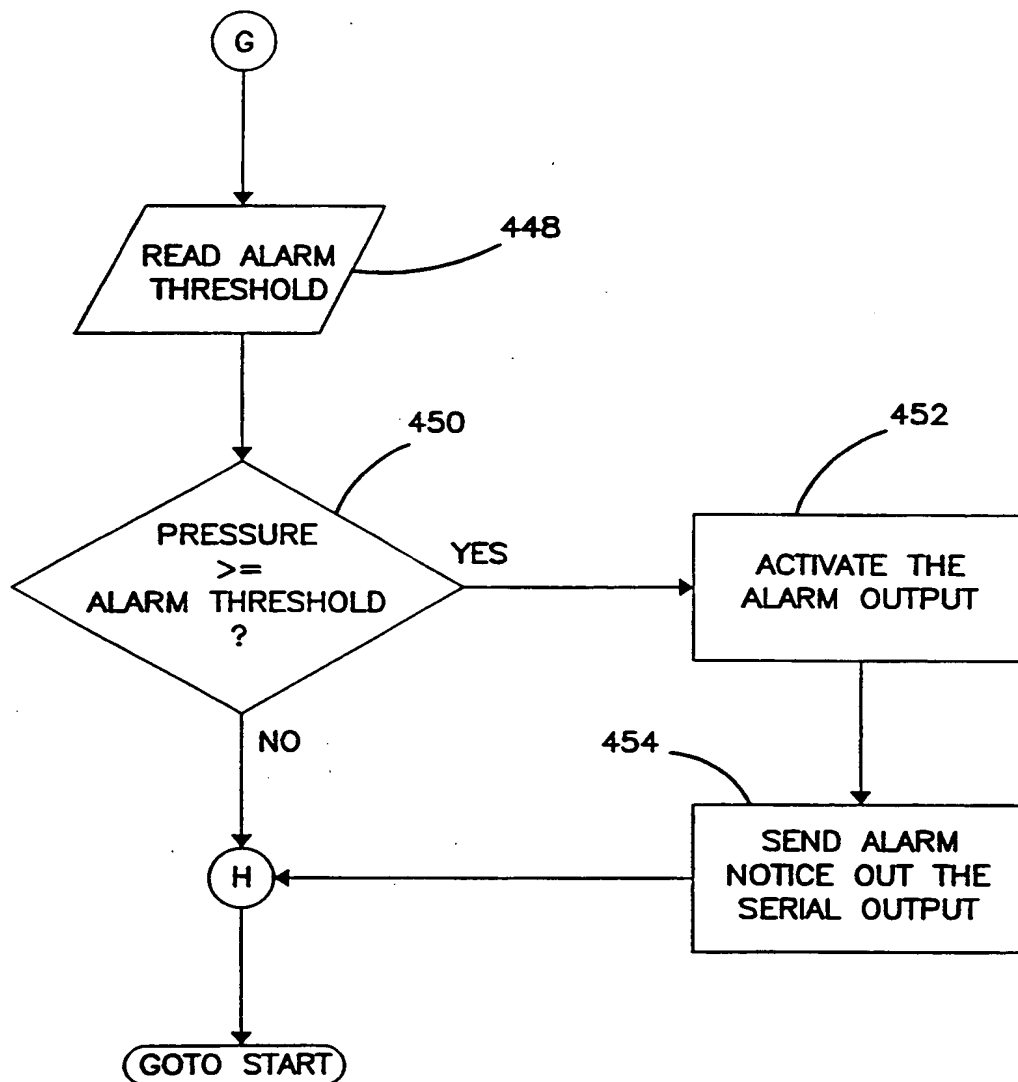 G
READ ALARM
THRESHOLD
448
450
PRESSURE
>=
ALARM THRESHOLD
?
YES
452
ACTIVATE THE
ALARM OUTPUT
NO
454
SEND ALARM
NOTICE OUT THE
SERIAL OUTPUT
H
GOTO START